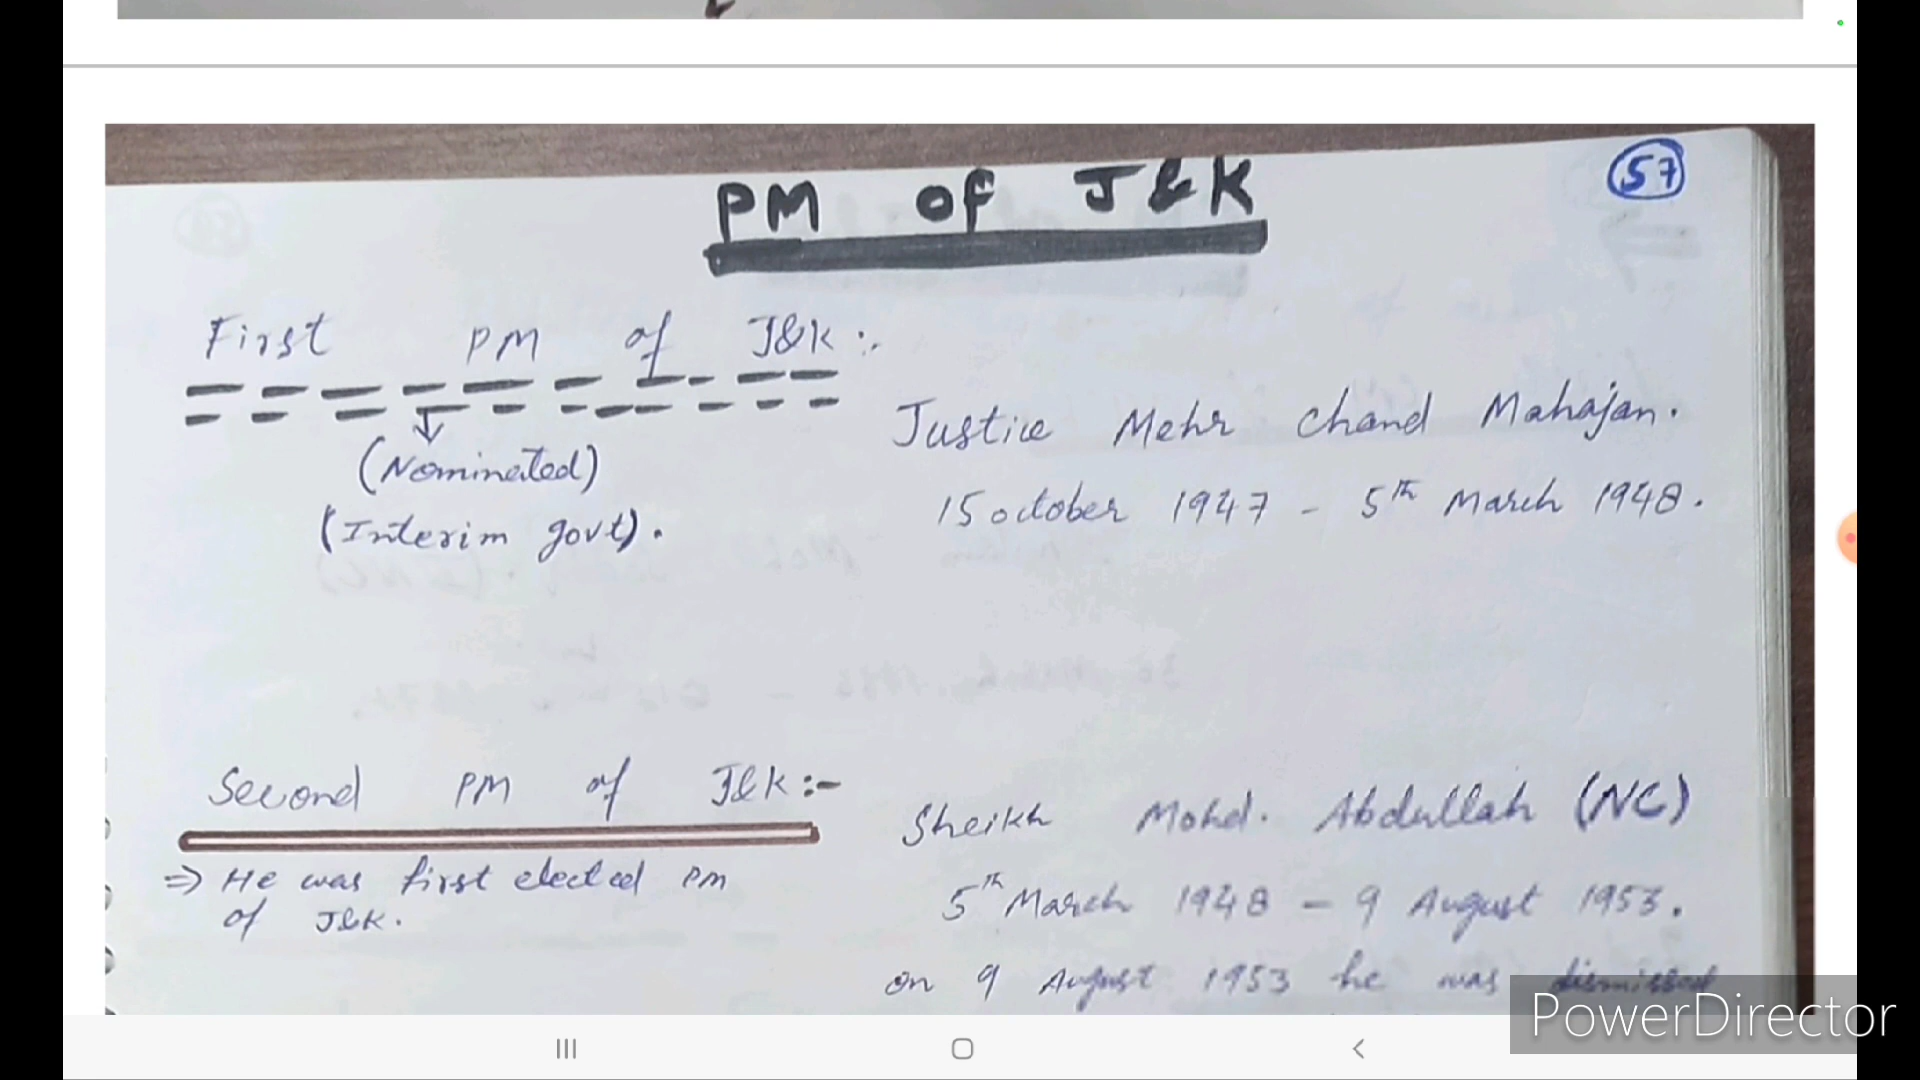 PM of J&K
57
First PM of J&K :.
(Nominated)
(Interim govt).
Justice Mehr Chand Mahajan.
15 october 1947 - 5th March 1948.
Second PM of J&K :-
⇒ He was first elected PM
of J&K.
Sheikh Mohd. Abdullah (NC)
5th March 1948 - 9 August 1953.
on 9 August 1953 he was dismissed
PowerDirector